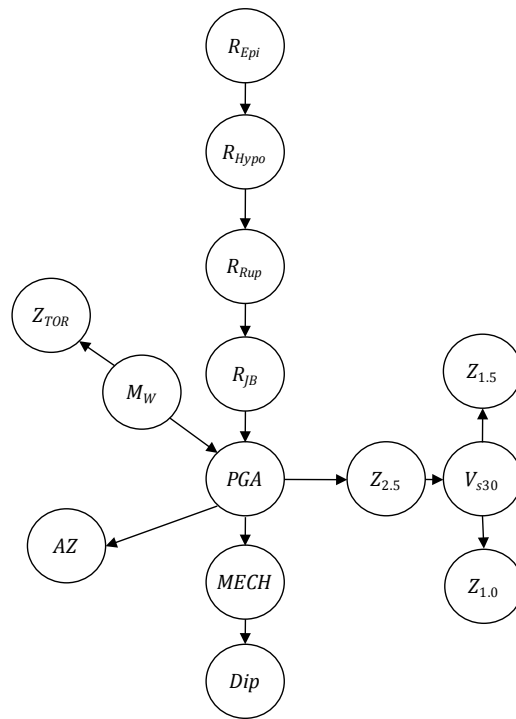 R_Epi
R_Hypo
R_Rup
Z_TOR
R_JB
Z_1.5
M_W
PGA
Z_2.5
V_s30
AZ
MECH
Z_1.0
Dip